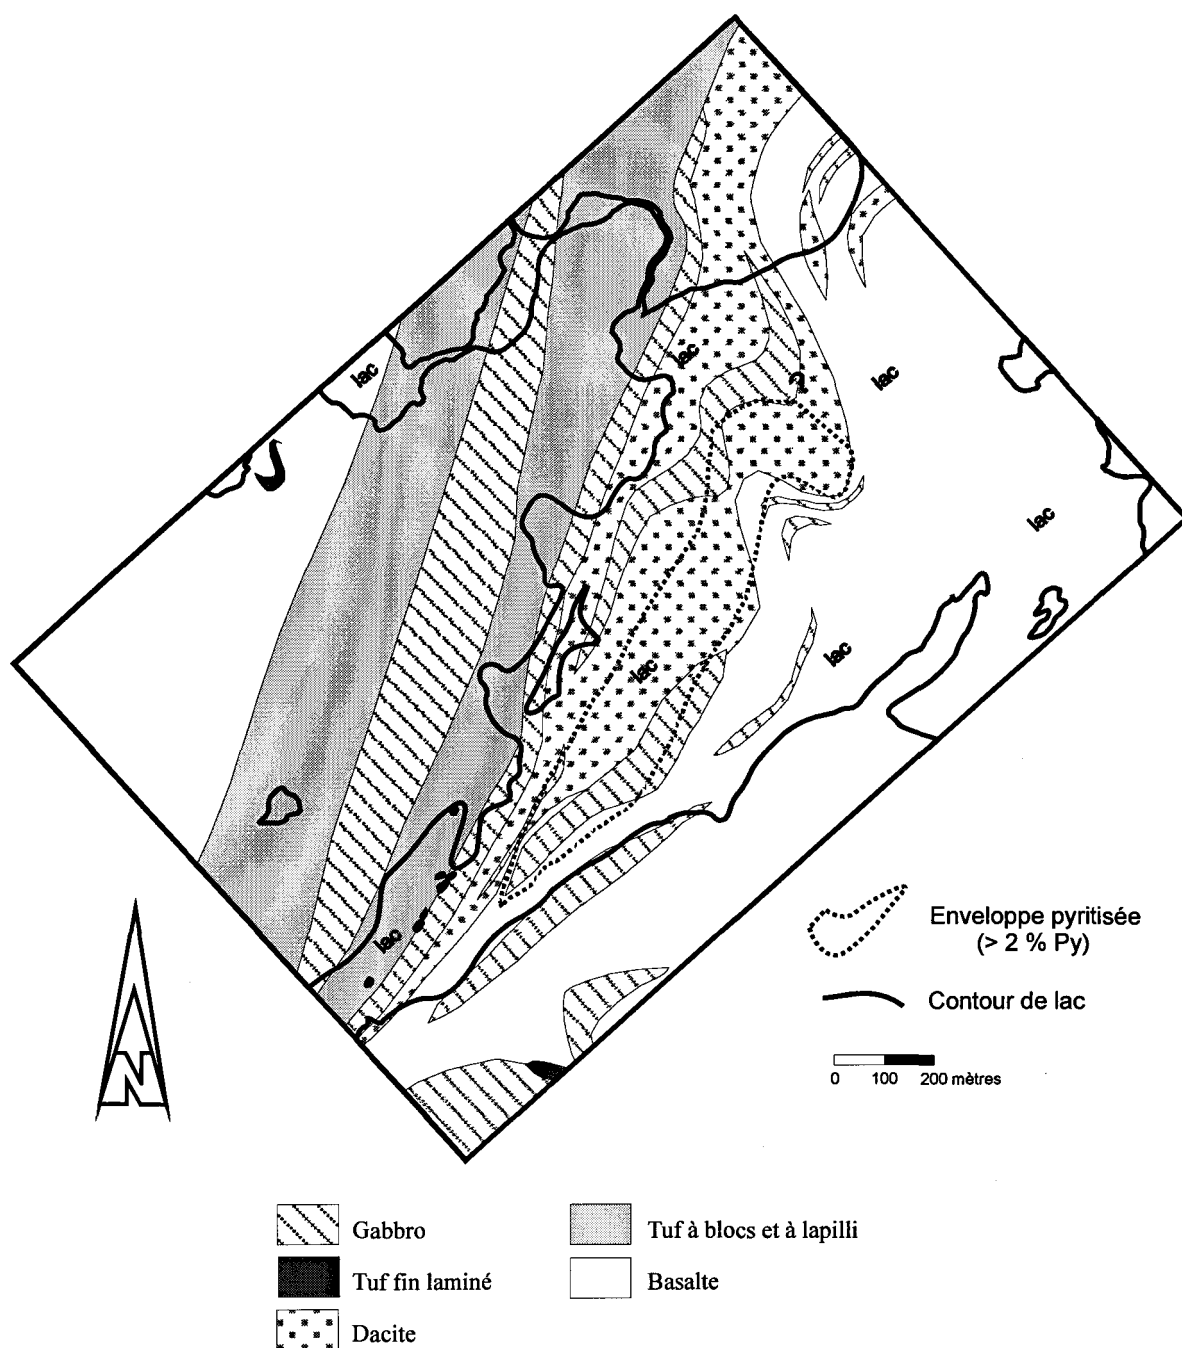 lac
lac
lac
lac
lac
lac
lac
Enveloppe pyritisée
(> 2 % Py)
Contour de lac
0 100 200 mètres
N
Gabbro
Tuf à blocs et à lapilli
Tuf fin laminé
Basalte
Dacite